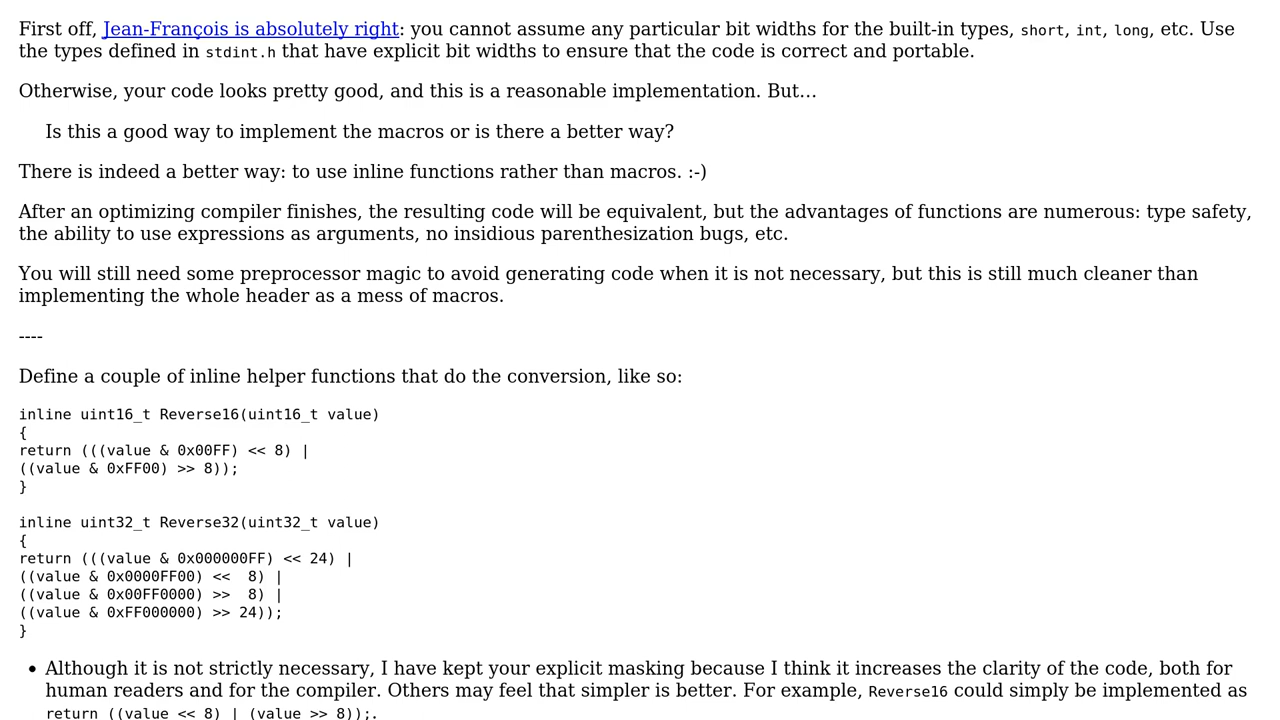 First off, Jean-François is absolutely right: you cannot assume any particular bit widths for the built-in types, short, int, long, etc. Use
the types defined in stdint.h that have explicit bit widths to ensure that the code is correct and portable.
Otherwise, your code looks pretty good, and this is a reasonable implementation. But…
Is this a good way to implement the macros or is there a better way?
There is indeed a better way: to use inline functions rather than macros. :-)
After an optimizing compiler finishes, the resulting code will be equivalent, but the advantages of functions are numerous: type safety,
the ability to use expressions as arguments, no insidious parenthesization bugs, etc.
You will still need some preprocessor magic to avoid generating code when it is not necessary, but this is still much cleaner than
implementing the whole header as a mess of macros.
----
Define a couple of inline helper functions that do the conversion, like so:
inline uint16_t Reverse16(uint16_t value)
{
return (((value & 0x00FF) << 8) |
((value & 0xFF00) >> 8));
}
inline uint32_t Reverse32(uint32_t value)
{
return (((value & 0x000000FF) << 24) |
((value & 0x0000FF00) <<  8) |
((value & 0x00FF0000) >>  8) |
((value & 0xFF000000) >> 24));
}
• Although it is not strictly necessary, I have kept your explicit masking because I think it increases the clarity of the code, both for
human readers and for the compiler. Others may feel that simpler is better. For example, Reverse16 could simply be implemented as
return ((value << 8) | (value >> 8));.